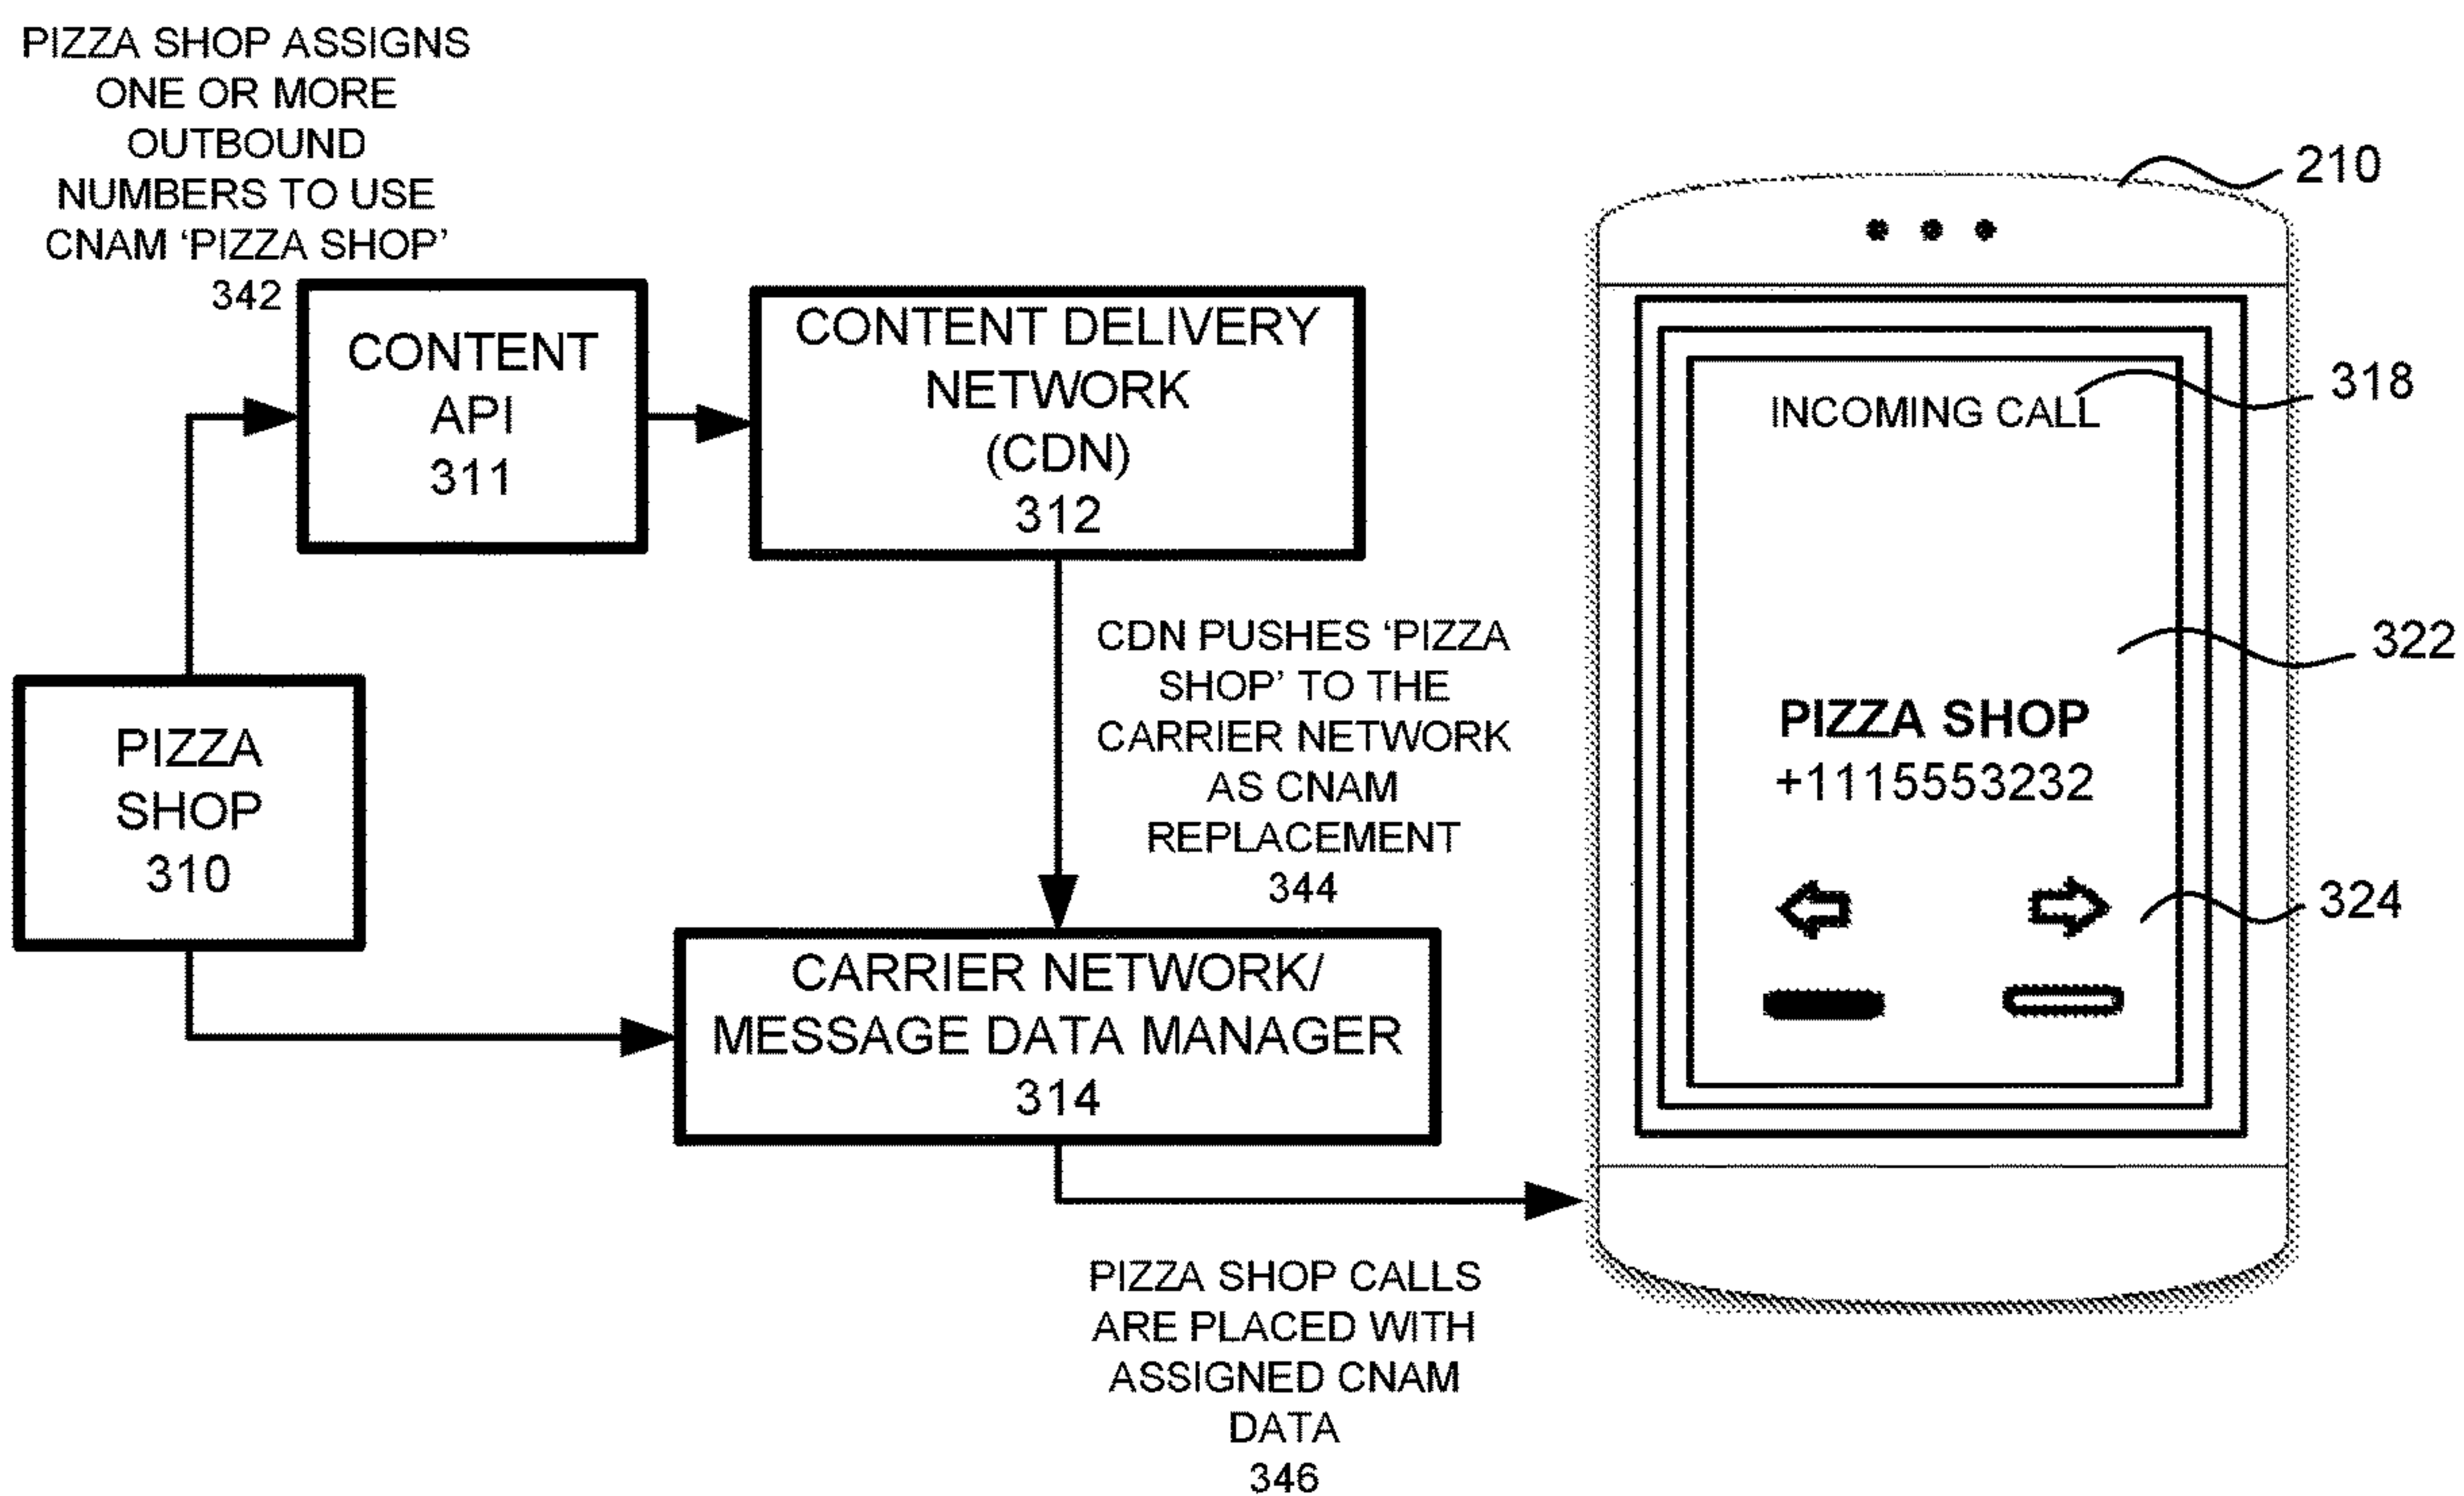 PIZZA SHOP ASSIGNS
ONE OR MORE
OUTBOUND
NUMBERS TO USE
CNAM ‘PIZZA SHOP’
342
CONTENT
API
311
CONTENT DELIVERY
NETWORK
(CDN)
312
PIZZA
SHOP
310
CDN PUSHES ‘PIZZA
SHOP’ TO THE
CARRIER NETWORK
AS CNAM
REPLACEMENT
344
CARRIER NETWORK/
MESSAGE DATA MANAGER
314
PIZZA SHOP CALLS
ARE PLACED WITH
ASSIGNED CNAM
DATA
346
210
INCOMING CALL
318
322
PIZZA SHOP
+1115553232
324